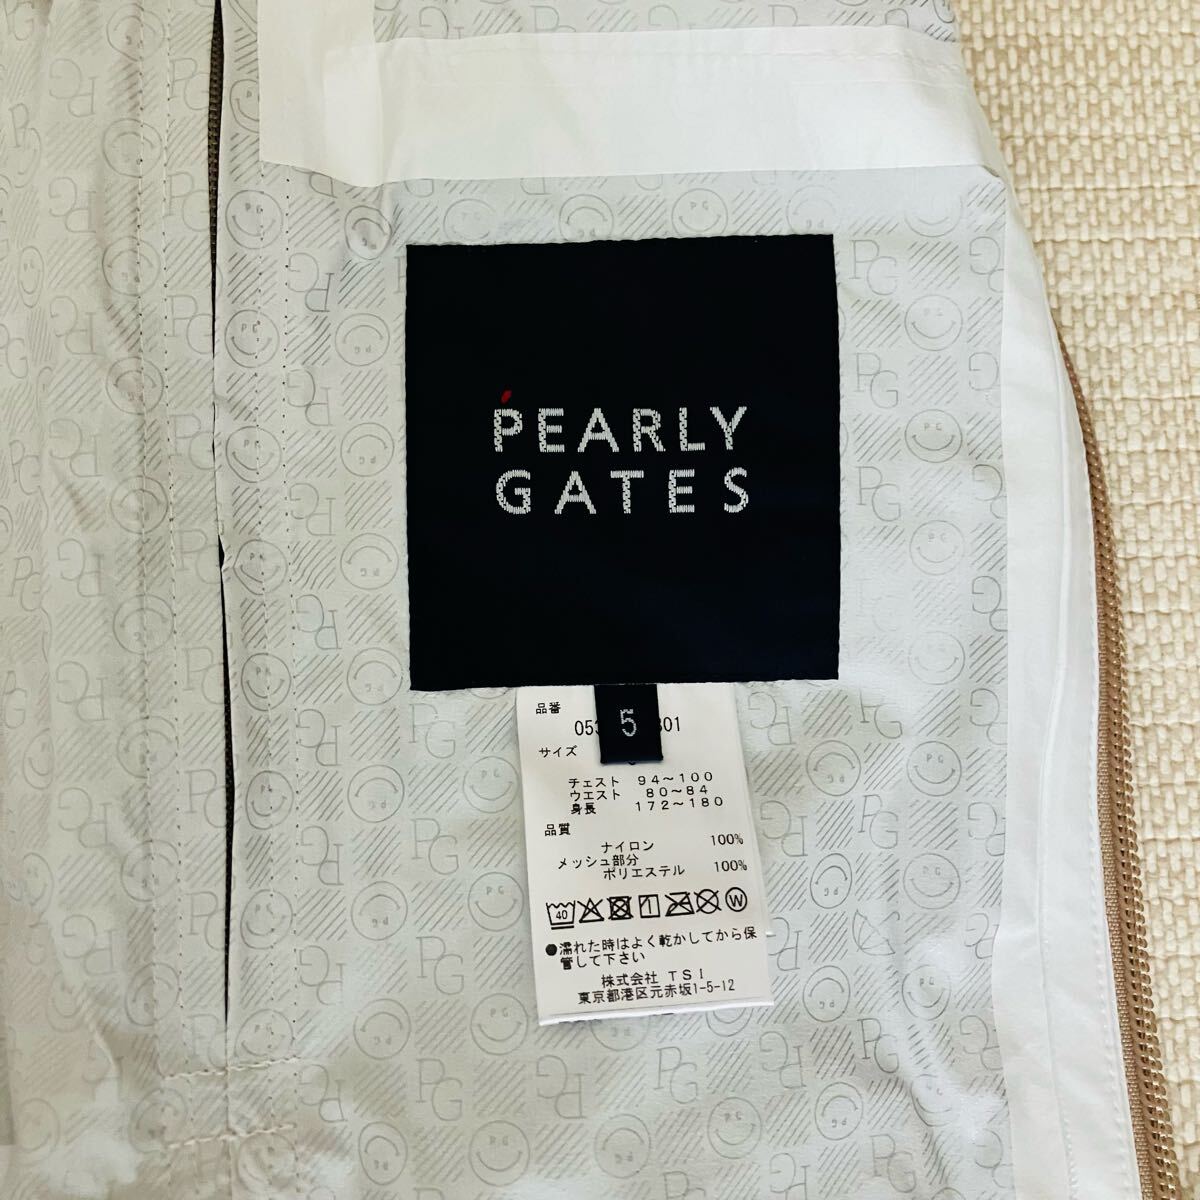 PEARLY
GATES
5
品番
053 801
サイズ
チェスト 94~100
ウエスト 80~84
身長 172~180
品質
ナイロン 100%
メッシュ部分
ポリエステル 100%
40 W
●濡れた時はよく乾かしてから保
管して下さい
株式会社 TSI
東京都港区元赤坂1-5-12
PG